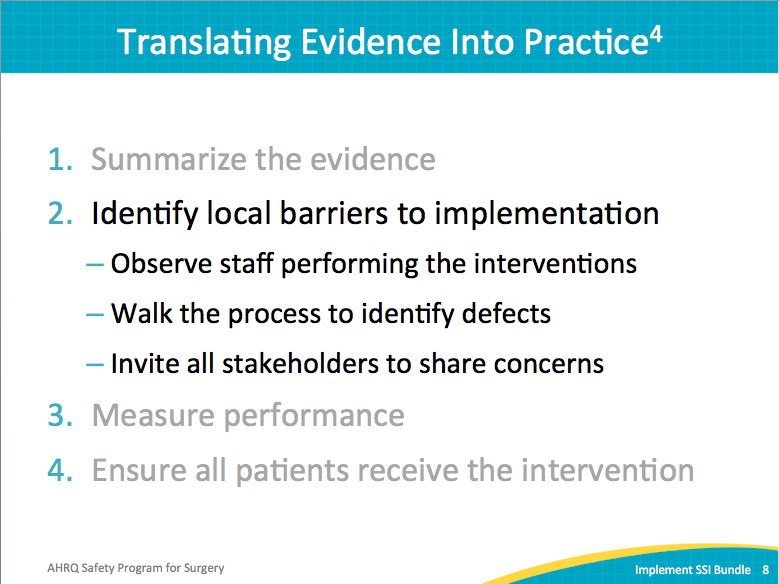 Translating Evidence Into Practice⁴
1. Summarize the evidence
2. Identify local barriers to implementation
– Observe staff performing the interventions
– Walk the process to identify defects
– Invite all stakeholders to share concerns
3. Measure performance
4. Ensure all patients receive the intervention
AHRQ Safety Program for Surgery
Implement SSI Bundle 8